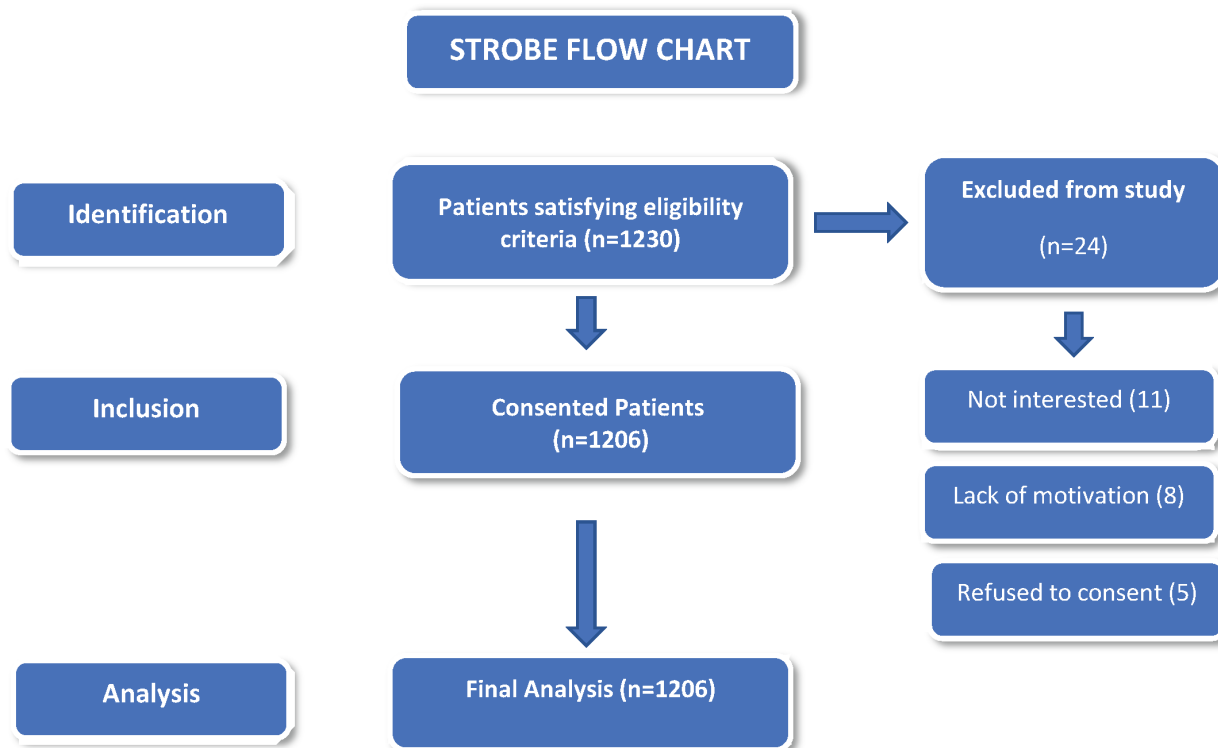 STROBE FLOW CHART
Identification
Patients satisfying eligibility
criteria (n=1230)
Excluded from study
(n=24)
Inclusion
Consented Patients
(n=1206)
Not interested (11)
Lack of motivation (8)
Refused to consent (5)
Analysis
Final Analysis (n=1206)